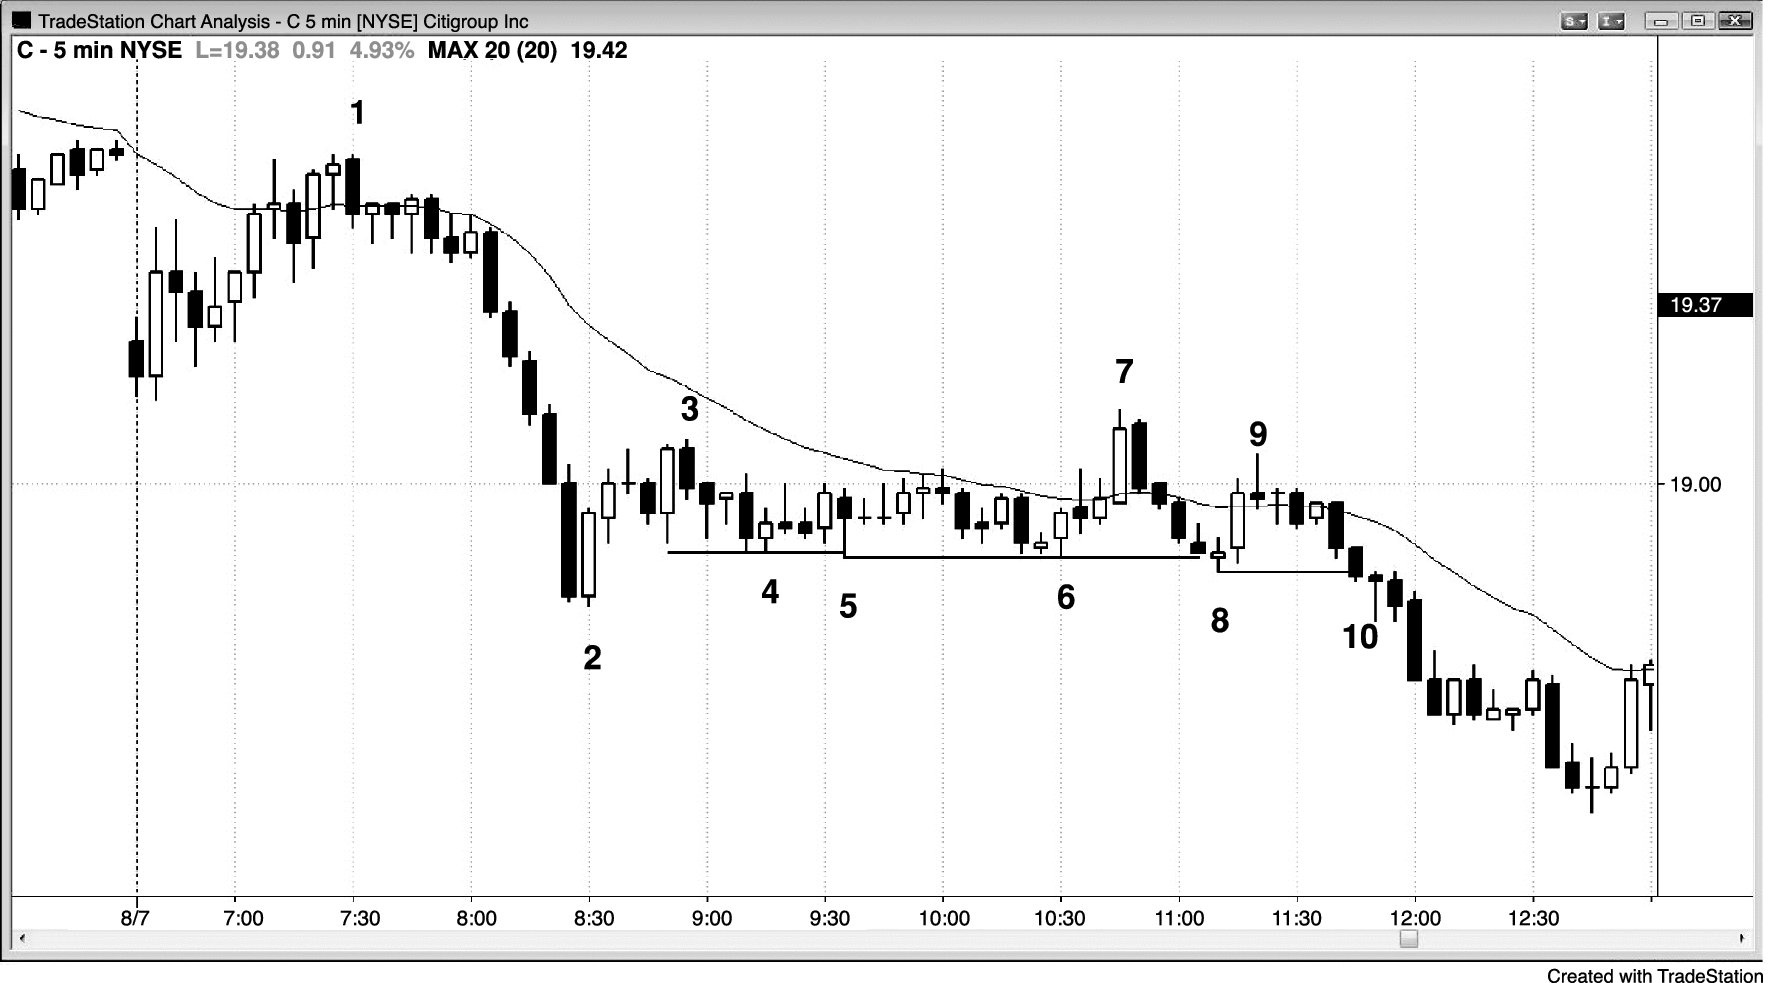 TradeStation Chart Analysis - C 5 min [NYSE] Citigroup Inc
S
I
C - 5 min NYSE L=19.38 0.91 4.93% MAX 20 (20) 19.42
1
19.37
7
3
9
19.00
4
5
6
8
10
2
8/7 7:00 7:30 8:00 8:30 9:00 9:30 10:00 10:30 11:00 11:30 12:00 12:30
Created with TradeStation